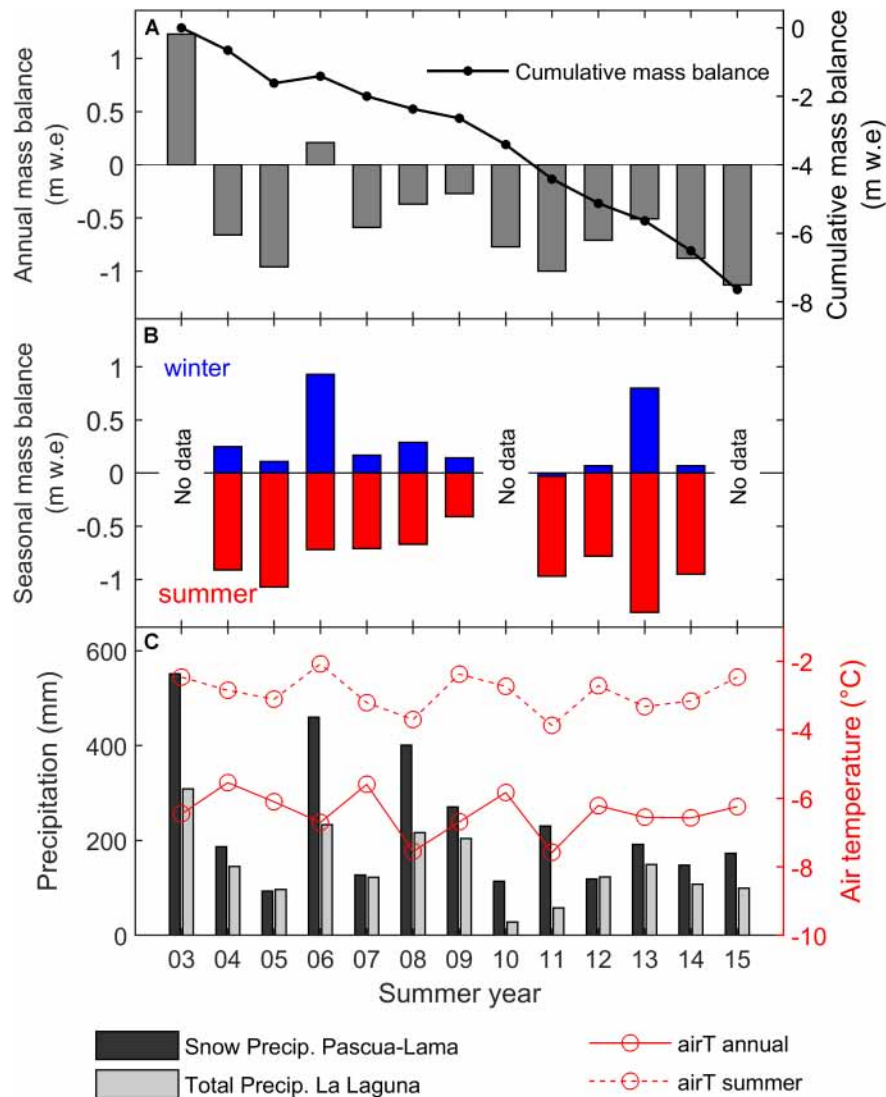 A
Annual mass balance
(m w.e)
1
0.5
0
-0.5
-1
Cumulative mass balance
0
-2
-4
-6
-8
Cumulative mass balance
(m w.e)
B
Seasonal mass balance
(m w.e)
1
0.5
0
-0.5
-1
winter
summer
No data
No data
No data
C
Precipitation (mm)
600
400
200
0
-2
-4
-6
-8
-10
Air temperature (°C)
03 04 05 06 07 08 09 10 11 12 13 14 15
Summer year
Snow Precip. Pascua-Lama
Total Precip. La Laguna
airT annual
airT summer